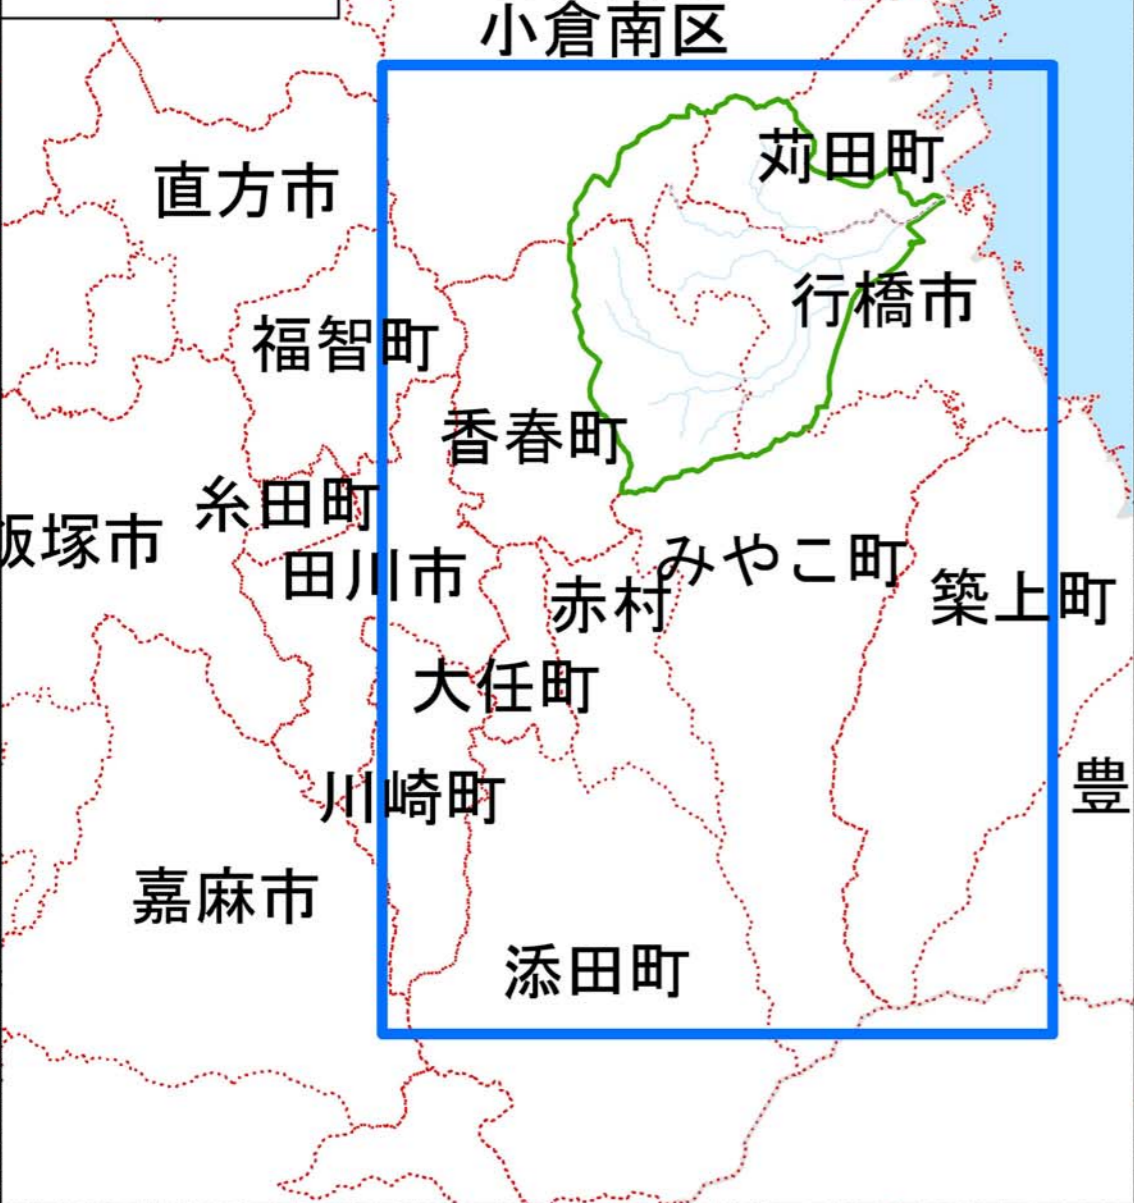 小倉南区
苅田町
直方市
行橋市
福智町
香春町
糸田町
飯塚市
みやこ町
田川市
赤村
築上町
大任町
川崎町
豊
嘉麻市
添田町